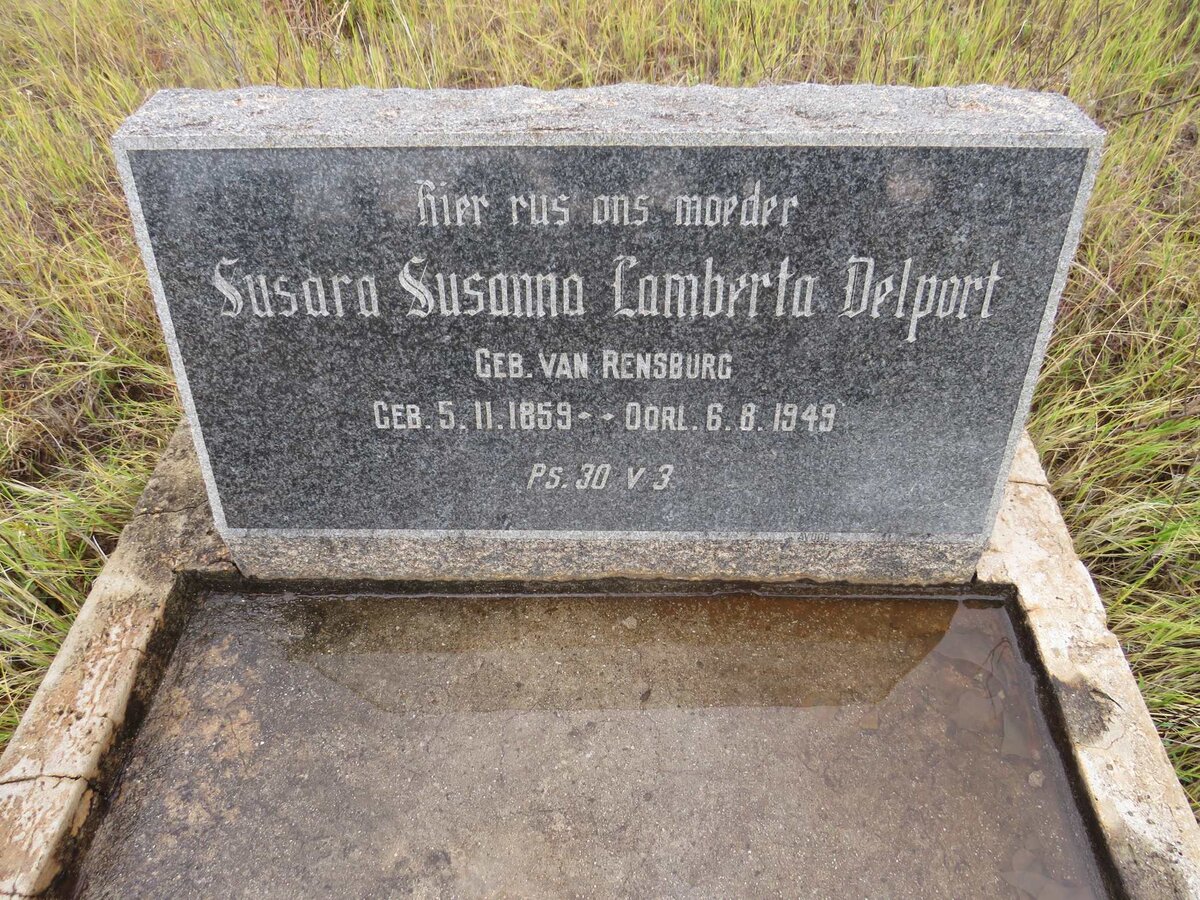 Hier rus ons moeder
Susara Susanna Lamberta Delport
GEB. VAN RENSBURG
GEB. 5.11.1859 -- OORL. 6.8.1949
PS. 30 V 3